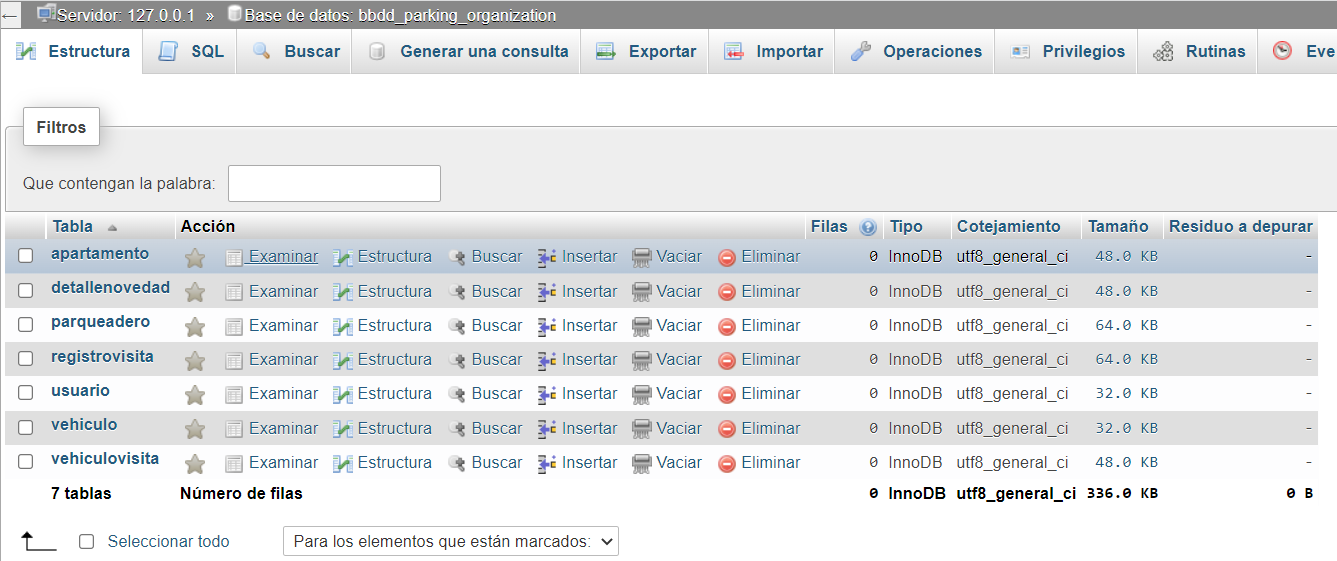 Servidor: 127.0.0.1 » Base de datos: bbdd_parking_organization
Estructura SQL Buscar Generar una consulta Exportar Importar Operaciones Privilegios Rutinas Eve
Filtros
Que contengan la palabra:
Tabla Acción Filas Tipo Cotejamiento Tamaño Residuo a depurar
apartamento Examinar Estructura Buscar Insertar Vaciar Eliminar 0 InnoDB utf8_general_ci 48.0 KB -
detallenovedad Examinar Estructura Buscar Insertar Vaciar Eliminar 0 InnoDB utf8_general_ci 48.0 KB -
parqueadero Examinar Estructura Buscar Insertar Vaciar Eliminar 0 InnoDB utf8_general_ci 64.0 KB -
registrovisita Examinar Estructura Buscar Insertar Vaciar Eliminar 0 InnoDB utf8_general_ci 64.0 KB -
usuario Examinar Estructura Buscar Insertar Vaciar Eliminar 0 InnoDB utf8_general_ci 32.0 KB -
vehiculo Examinar Estructura Buscar Insertar Vaciar Eliminar 0 InnoDB utf8_general_ci 32.0 KB -
vehiculovisita Examinar Estructura Buscar Insertar Vaciar Eliminar 0 InnoDB utf8_general_ci 48.0 KB -
7 tablas Número de filas 0 InnoDB utf8_general_ci 336.0 KB 0 B
Seleccionar todo Para los elementos que están marcados: